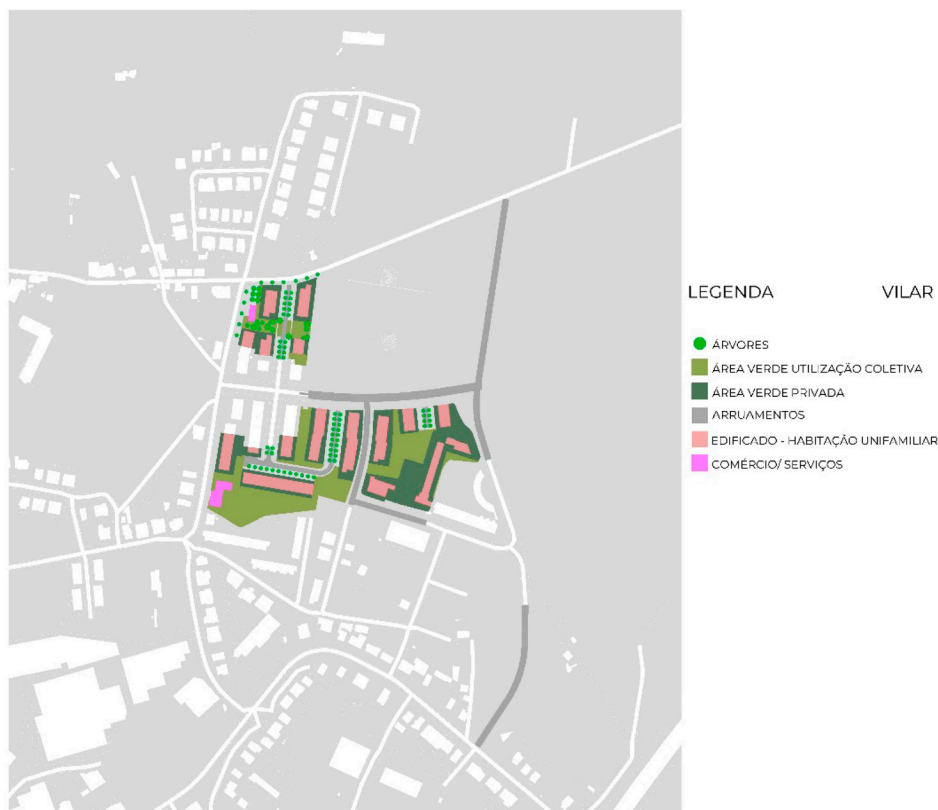 LEGENDA VILAR
ÁRVORES
ÁREA VERDE UTILIZAÇÃO COLETIVA
ÁREA VERDE PRIVADA
ARRUAMENTOS
EDIFICADO - HABITAÇÃO UNIFAMILIAR
COMÉRCIO/ SERVIÇOS